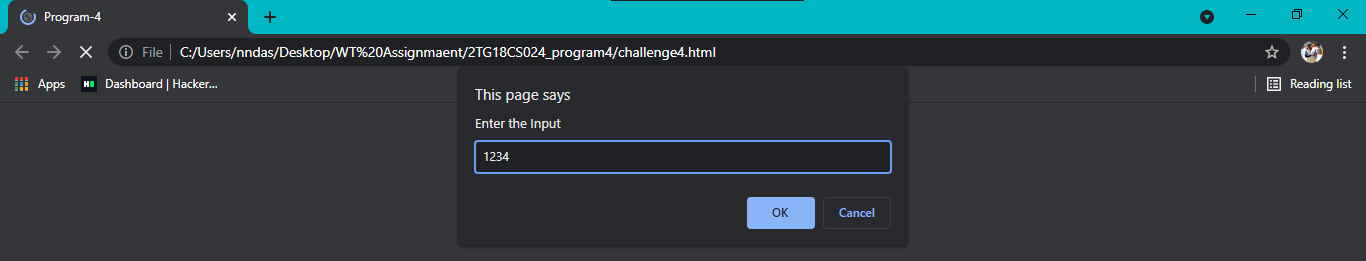 Program-4
File C:/Users/nndas/Desktop/WT%20Assignmaent/2TG18CS024_program4/challenge4.html
Apps Dashboard | Hacker... Reading list
This page says
Enter the Input
1234
OK Cancel